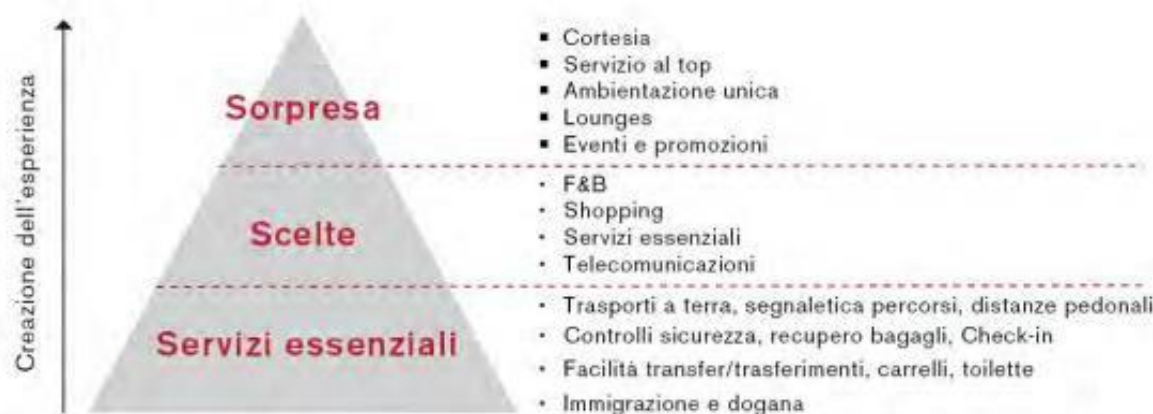 Creazione dell'esperienza
Sorpresa
▪ Cortesia
▪ Servizio al top
▪ Ambientazione unica
▪ Lounges
▪ Eventi e promozioni
Scelte
• F&B
• Shopping
• Servizi essenziali
• Telecomunicazioni
Servizi essenziali
• Trasporti a terra, segnaletica percorsi, distanze pedonali
• Controlli sicurezza, recupero bagagli, Check-in
• Facilità transfer/trasferimenti, carrelli, toilette
• Immigrazione e dogana